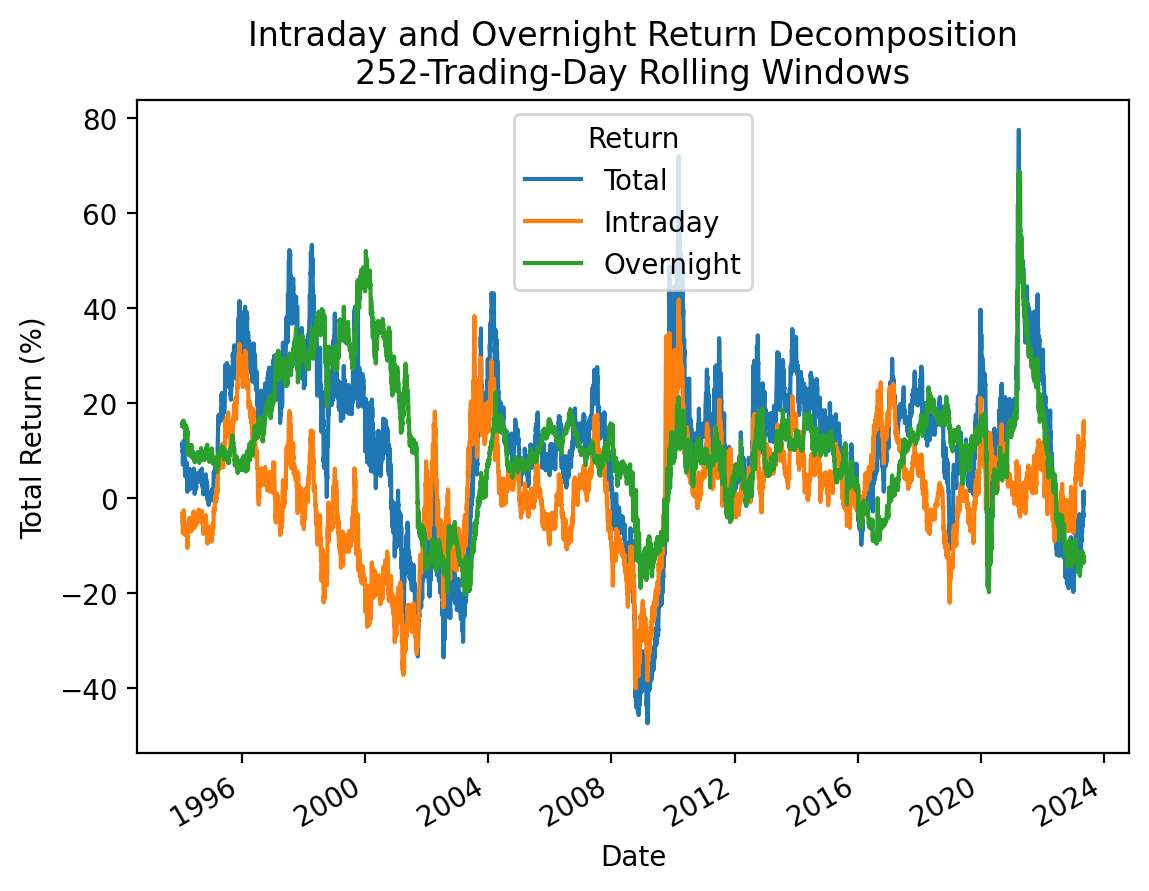 Intraday and Overnight Return Decomposition
252-Trading-Day Rolling Windows
Return
Total
Intraday
Overnight
Total Return (%)
80
60
40
20
0
−20
−40
1996
2000
2004
2008
2012
2016
2020
2024
Date